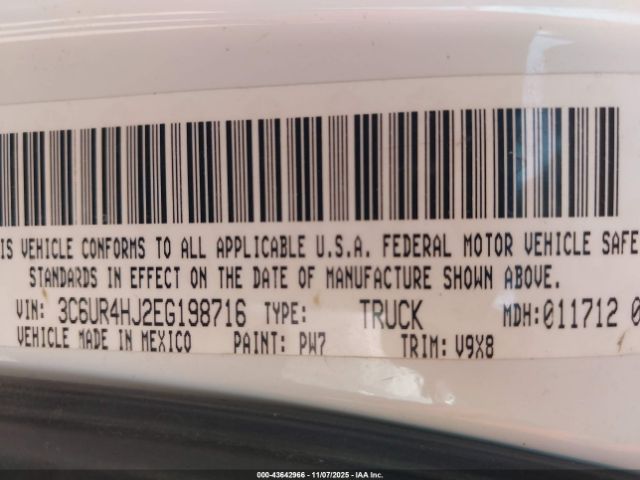 IS VEHICLE CONFORMS TO ALL APPLICABLE U.S.A. FEDERAL MOTOR VEHICLE SAFE
STANDARDS IN EFFECT ON THE DATE OF MANUFACTURE SHOWN ABOVE.
VIN: 3C6UR4HJ2EG198716 TYPE: TRUCK MDH:011712 0
VEHICLE MADE IN MEXICO PAINT: PW7 TRIM: V9X8
000-43642966 - 11/07/2025 - IAA Inc.